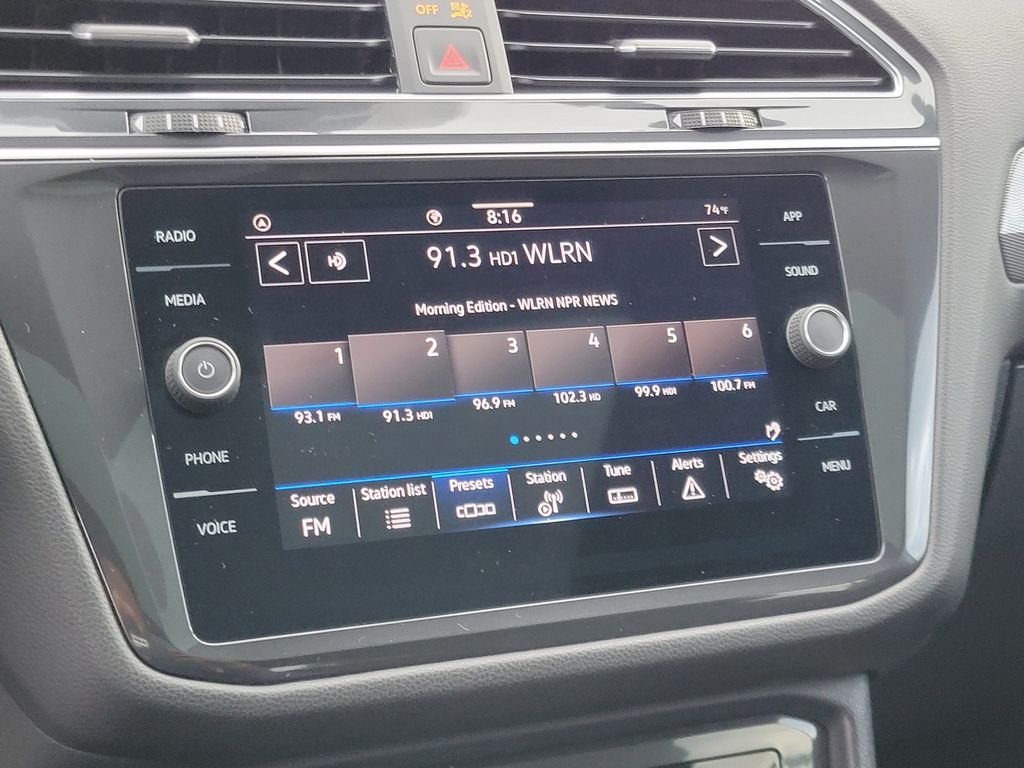 OFF
RADIO
MEDIA
PHONE
VOICE
8:16
74°F
91.3 HD1 WLRN
Morning Edition - WLRN NPR NEWS
1 2 3 4 5 6
93.1 FM 91.3 HD1 96.9 FM 102.3 HD 99.9 HD1 100.7 FM
Source Station list Presets Station Tune Alerts Settings
FM
APP
SOUND
CAR
MENU